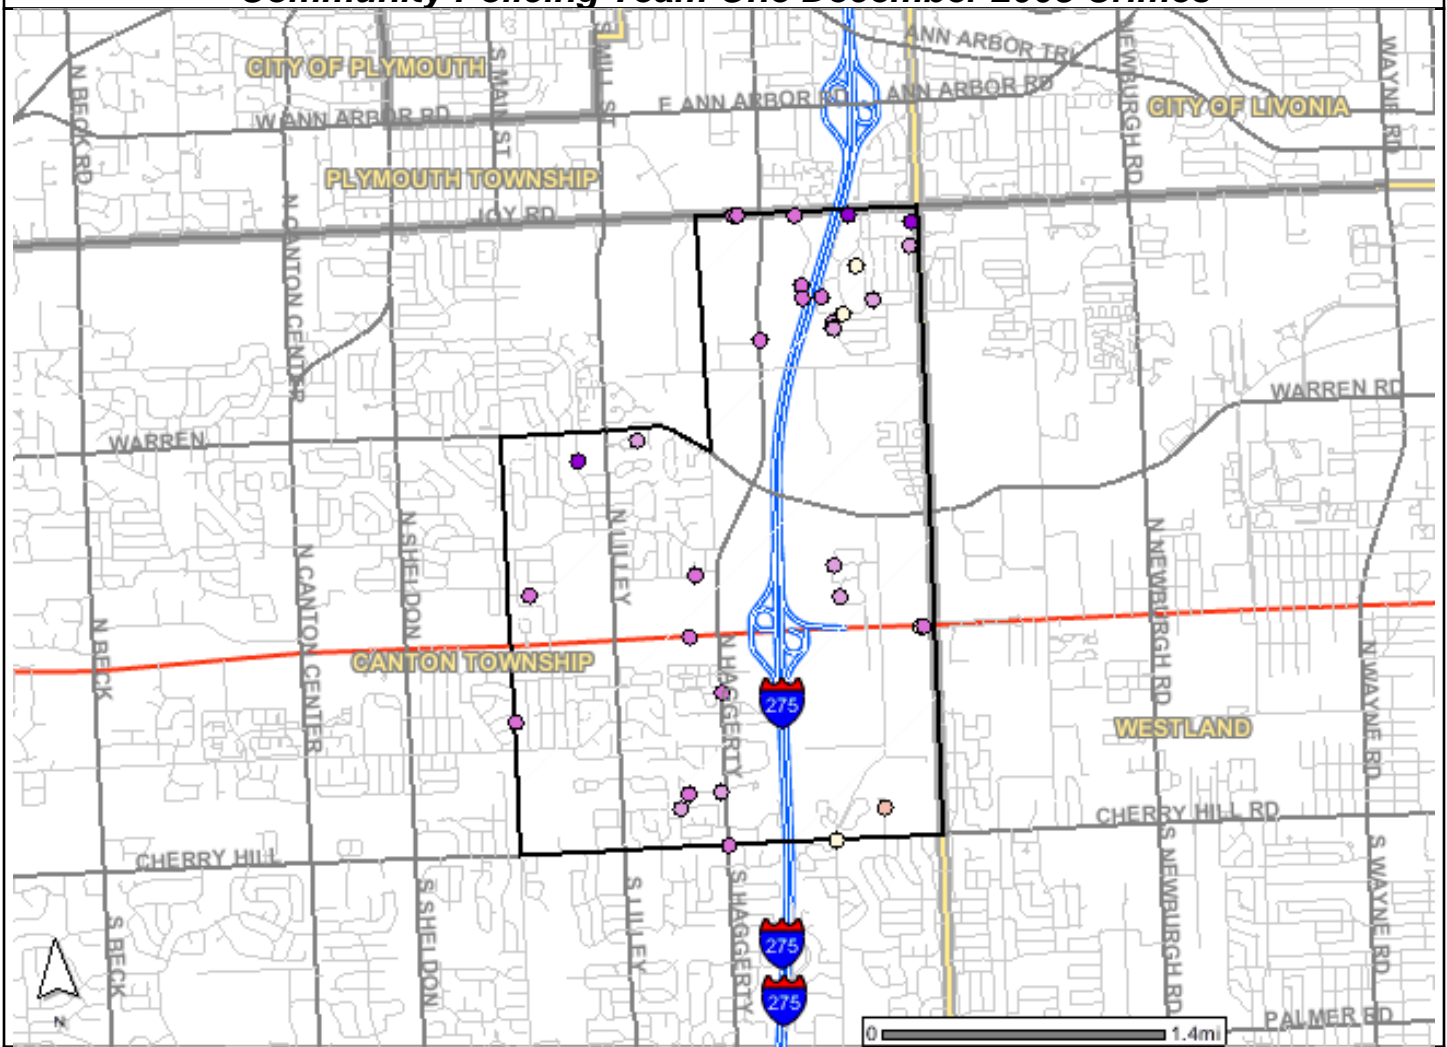 ANN ARBOR TRL
CITY OF PLYMOUTH
S MAIN ST
S MILL ST
N BECK RD
E ANN ARBOR RD
ANN ARBOR RD
NEWBURGH RD
CITY OF LIVONIA
WAYNE RD
W ANN ARBOR RD
PLYMOUTH TOWNSHIP
JOY RD
N CANTON CENTER
WARREN RD
WARREN
N SHELDON
N LILLEY
N CANTON CENTER
N NEWBURGH RD
N BECK
CANTON TOWNSHIP
N HAGGERTY
N WAYNE RD
275
WESTLAND
CHERRY HILL RD
CHERRY HILL
S BECK
S SHELDON
S LILLEY
S HAGGERTY
S NEWBURGH RD
S WAYNE RD
275
275
N
0 1.4mi
PALMER RD